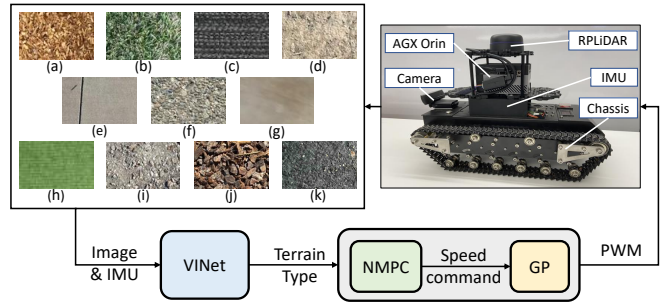 (a)
(b)
(c)
(d)
(e)
(f)
(g)
(h)
(i)
(j)
(k)
AGX Orin
RPLiDAR
Camera
IMU
Chassis
Image
& IMU
VINet
Terrain
Type
NMPC
Speed
command
GP
PWM